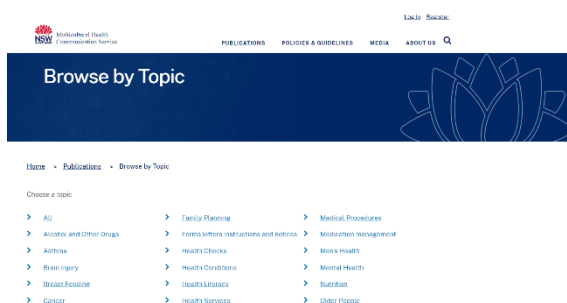 Log in Register
NSW
Multicultural Health
Communication Service
PUBLICATIONS POLICIES & GUIDELINES MEDIA ABOUT US
Browse by Topic
Home > Publications > Browse by Topic
Choose a topic
All
Family Planning
Medical Procedures
Alcohol and Other Drugs
Forms letters instructions and notices
Medication management
Asthma
Health Checks
Men's Health
Brain Injury
Health Conditions
Mental Health
Breast Feeding
Health Literacy
Nutrition
Cancer
Health Services
Older People